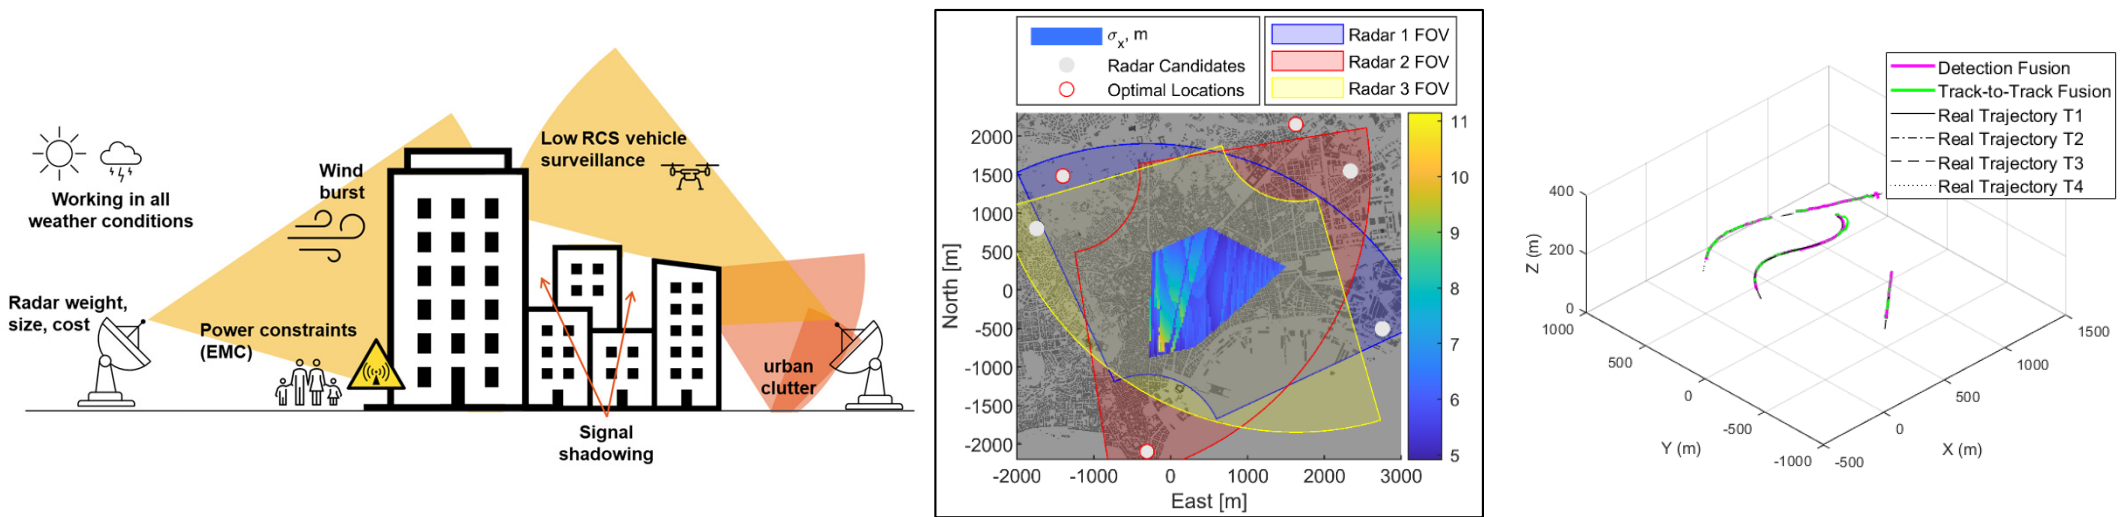 Working in all
weather conditions
Wind
burst
Low RCS vehicle
surveillance
Radar weight,
size, cost
Power constraints
(EMC)
urban
clutter
Signal
shadowing
σx, m
Radar Candidates
Optimal Locations
Radar 1 FOV
Radar 2 FOV
Radar 3 FOV
2000
1500
1000
500
0
-500
-1000
-1500
-2000
North [m]
-2000 -1000 0 1000 2000 3000
East [m]
11
10
9
8
7
6
5
Detection Fusion
Track-to-Track Fusion
Real Trajectory T1
Real Trajectory T2
Real Trajectory T3
Real Trajectory T4
400
200
0
Z (m)
1000
500
0
-500
-1000
Y (m)
1500
1000
500
0
-500
X (m)